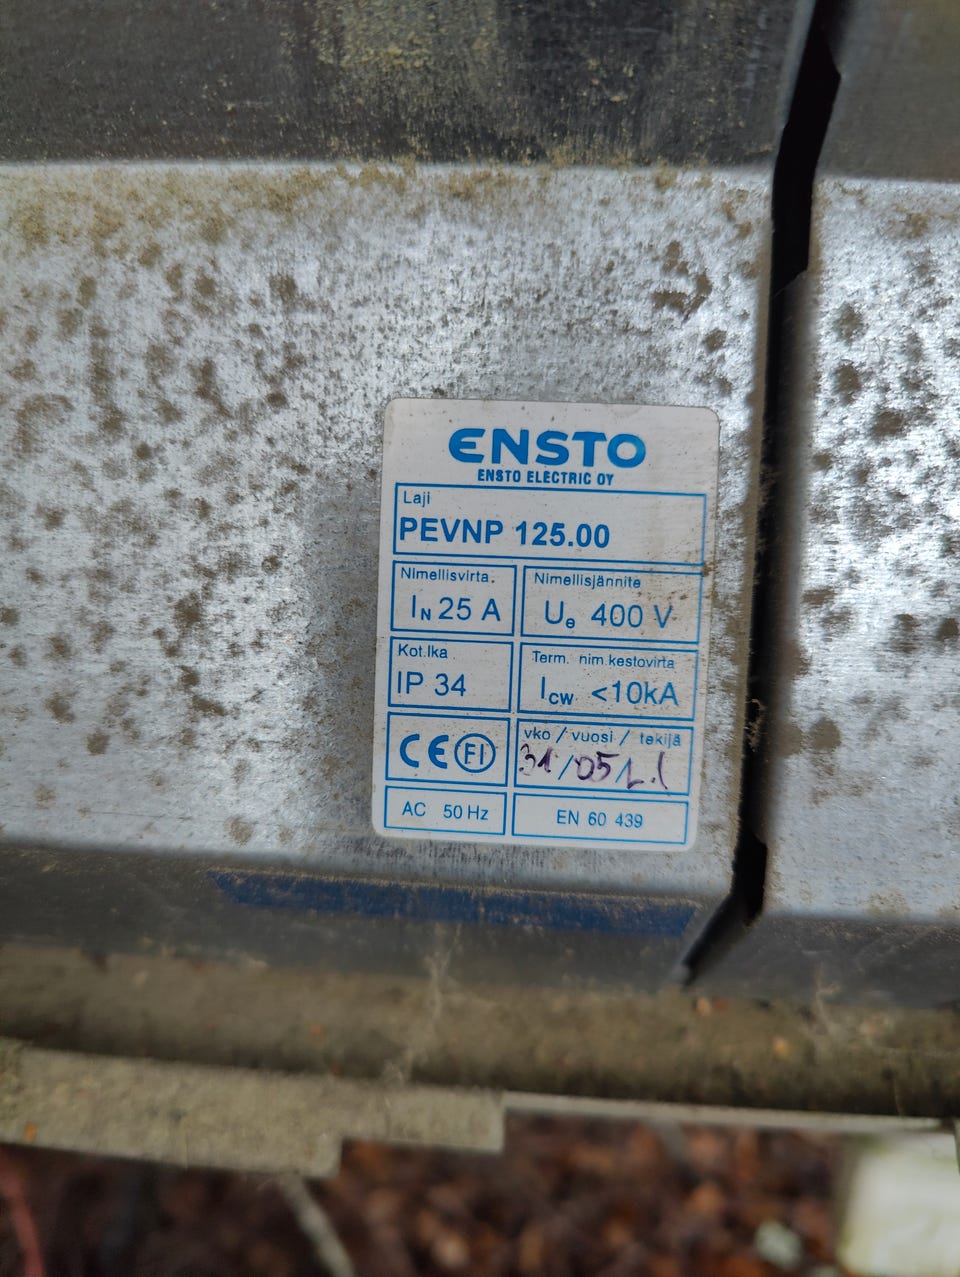 ENSTO
ENSTO ELECTRIC OY
Laji
PEVNP 125.00
Nimellisvirta.
IN 25 A
Nimellisjännite
Ue 400 V
Kot.lka
IP 34
Term. nim.kestovirta
Icw <10kA
CE FI
vko / vuosi / tekijä
31/05/
AC 50 Hz
EN 60 439